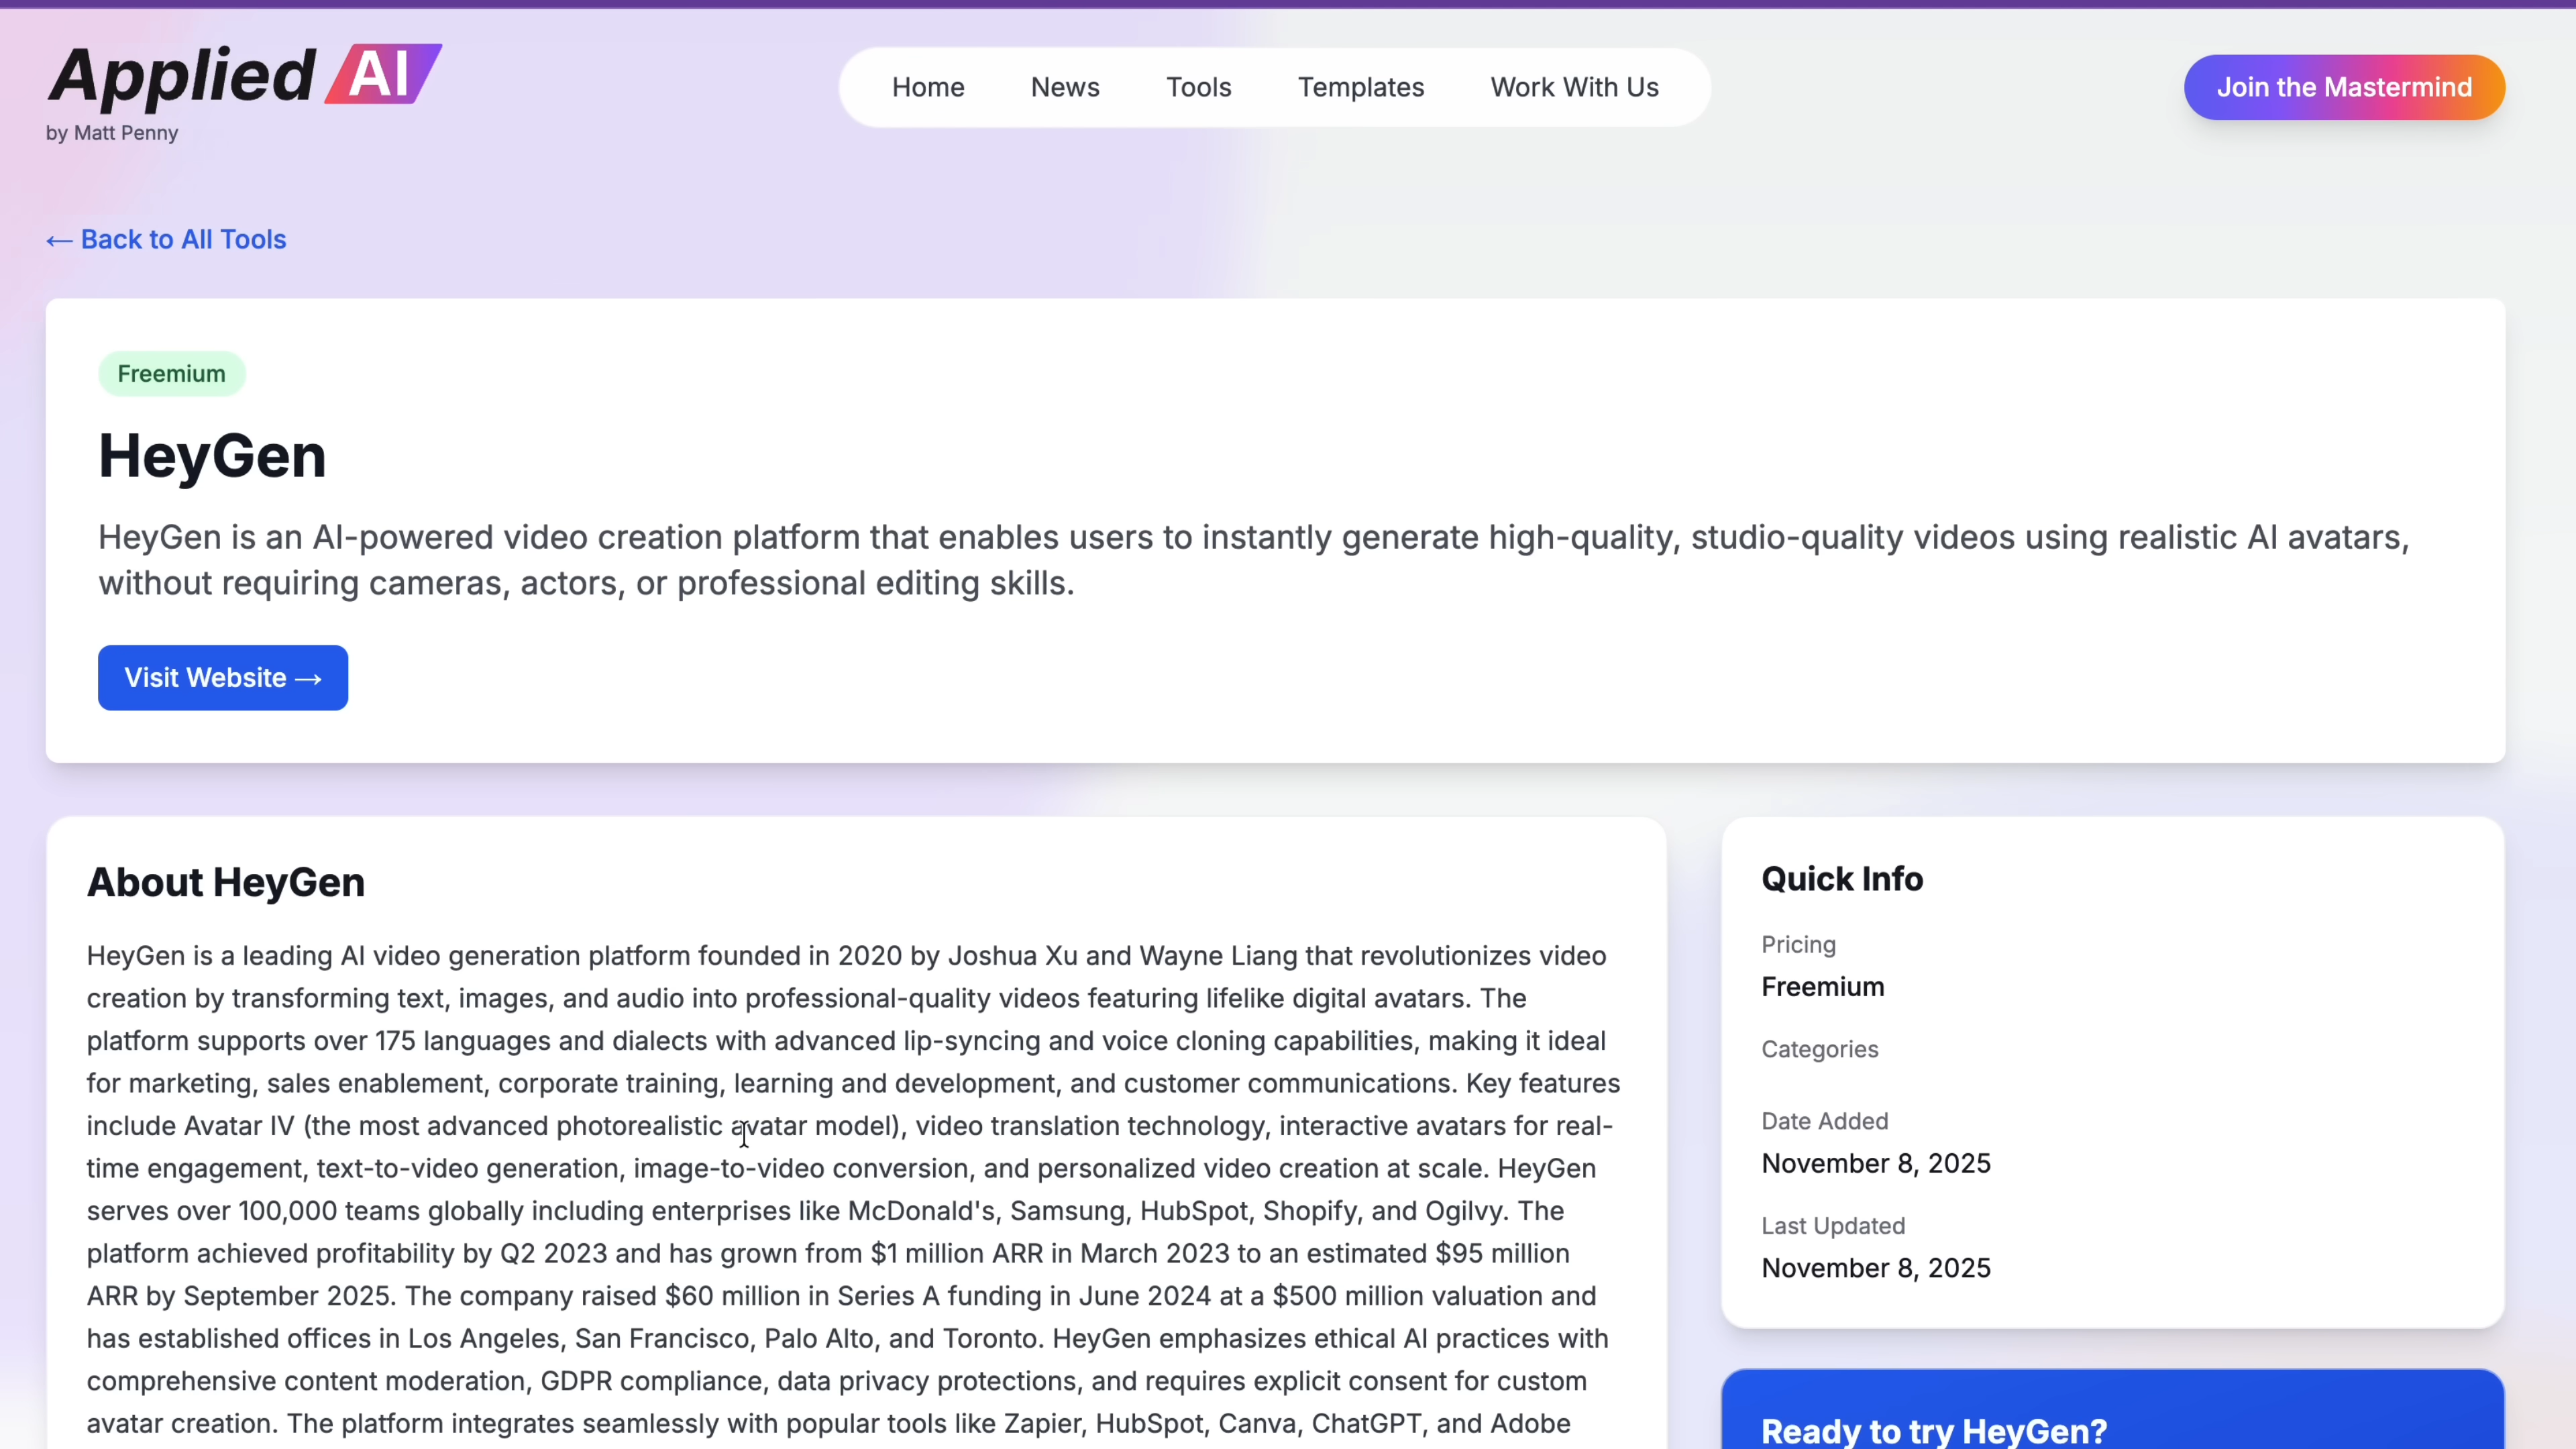 Applied AI
by Matt Penny
Home
News
Tools
Templates
Work With Us
Join the Mastermind
← Back to All Tools
Freemium
HeyGen
HeyGen is an AI-powered video creation platform that enables users to instantly generate high-quality, studio-quality videos using realistic AI avatars,
without requiring cameras, actors, or professional editing skills.
Visit Website →
About HeyGen
HeyGen is a leading AI video generation platform founded in 2020 by Joshua Xu and Wayne Liang that revolutionizes video
creation by transforming text, images, and audio into professional-quality videos featuring lifelike digital avatars. The
platform supports over 175 languages and dialects with advanced lip-syncing and voice cloning capabilities, making it ideal
for marketing, sales enablement, corporate training, learning and development, and customer communications. Key features
include Avatar IV (the most advanced photorealistic avatar model), video translation technology, interactive avatars for real-
time engagement, text-to-video generation, image-to-video conversion, and personalized video creation at scale. HeyGen
serves over 100,000 teams globally including enterprises like McDonald's, Samsung, HubSpot, Shopify, and Ogilvy. The
platform achieved profitability by Q2 2023 and has grown from $1 million ARR in March 2023 to an estimated $95 million
ARR by September 2025. The company raised $60 million in Series A funding in June 2024 at a $500 million valuation and
has established offices in Los Angeles, San Francisco, Palo Alto, and Toronto. HeyGen emphasizes ethical AI practices with
comprehensive content moderation, GDPR compliance, data privacy protections, and requires explicit consent for custom
avatar creation. The platform integrates seamlessly with popular tools like Zapier, HubSpot, Canva, ChatGPT, and Adobe
Quick Info
Pricing
Freemium
Categories
Date Added
November 8, 2025
Last Updated
November 8, 2025
Ready to try HeyGen?